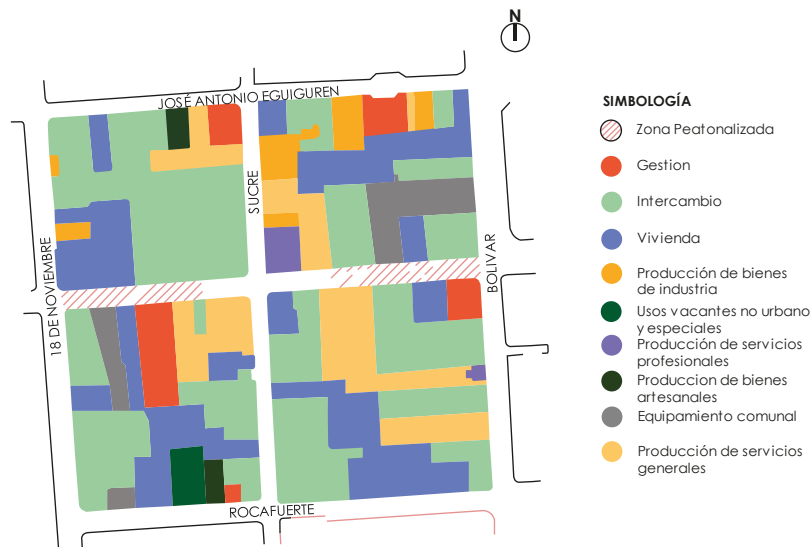 N
JOSÉ ANTONIO EGUIGUREN
SUCRE
18 DE NOVIEMBRE
BOLIVAR
ROCAFUERTE
SIMBOLOGÍA
Zona Peatonalizada
Gestion
Intercambio
Vivienda
Producción de bienes
de industria
Usos vacantes no urbano
y especiales
Producción de servicios
profesionales
Produccion de bienes
artesanales
Equipamiento comunal
Producción de servicios
generales